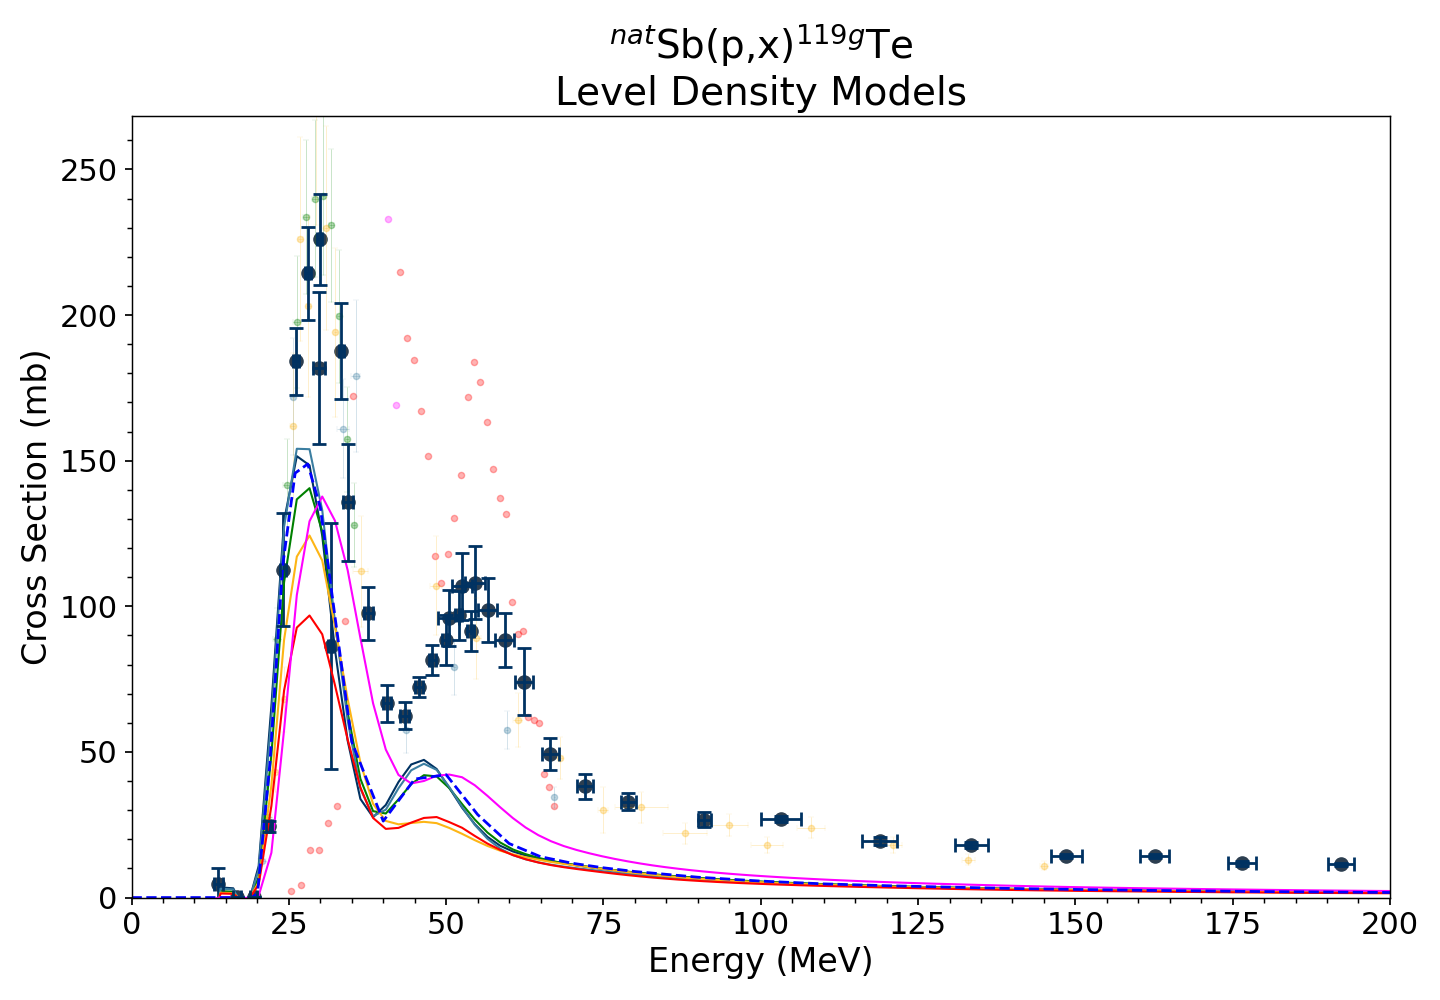 ⁿᵃᵗSb(p,x)¹¹⁹ᵍTe
Level Density Models
250
200
150
100
50
0
Cross Section (mb)
0 25 50 75 100 125 150 175 200
Energy (MeV)